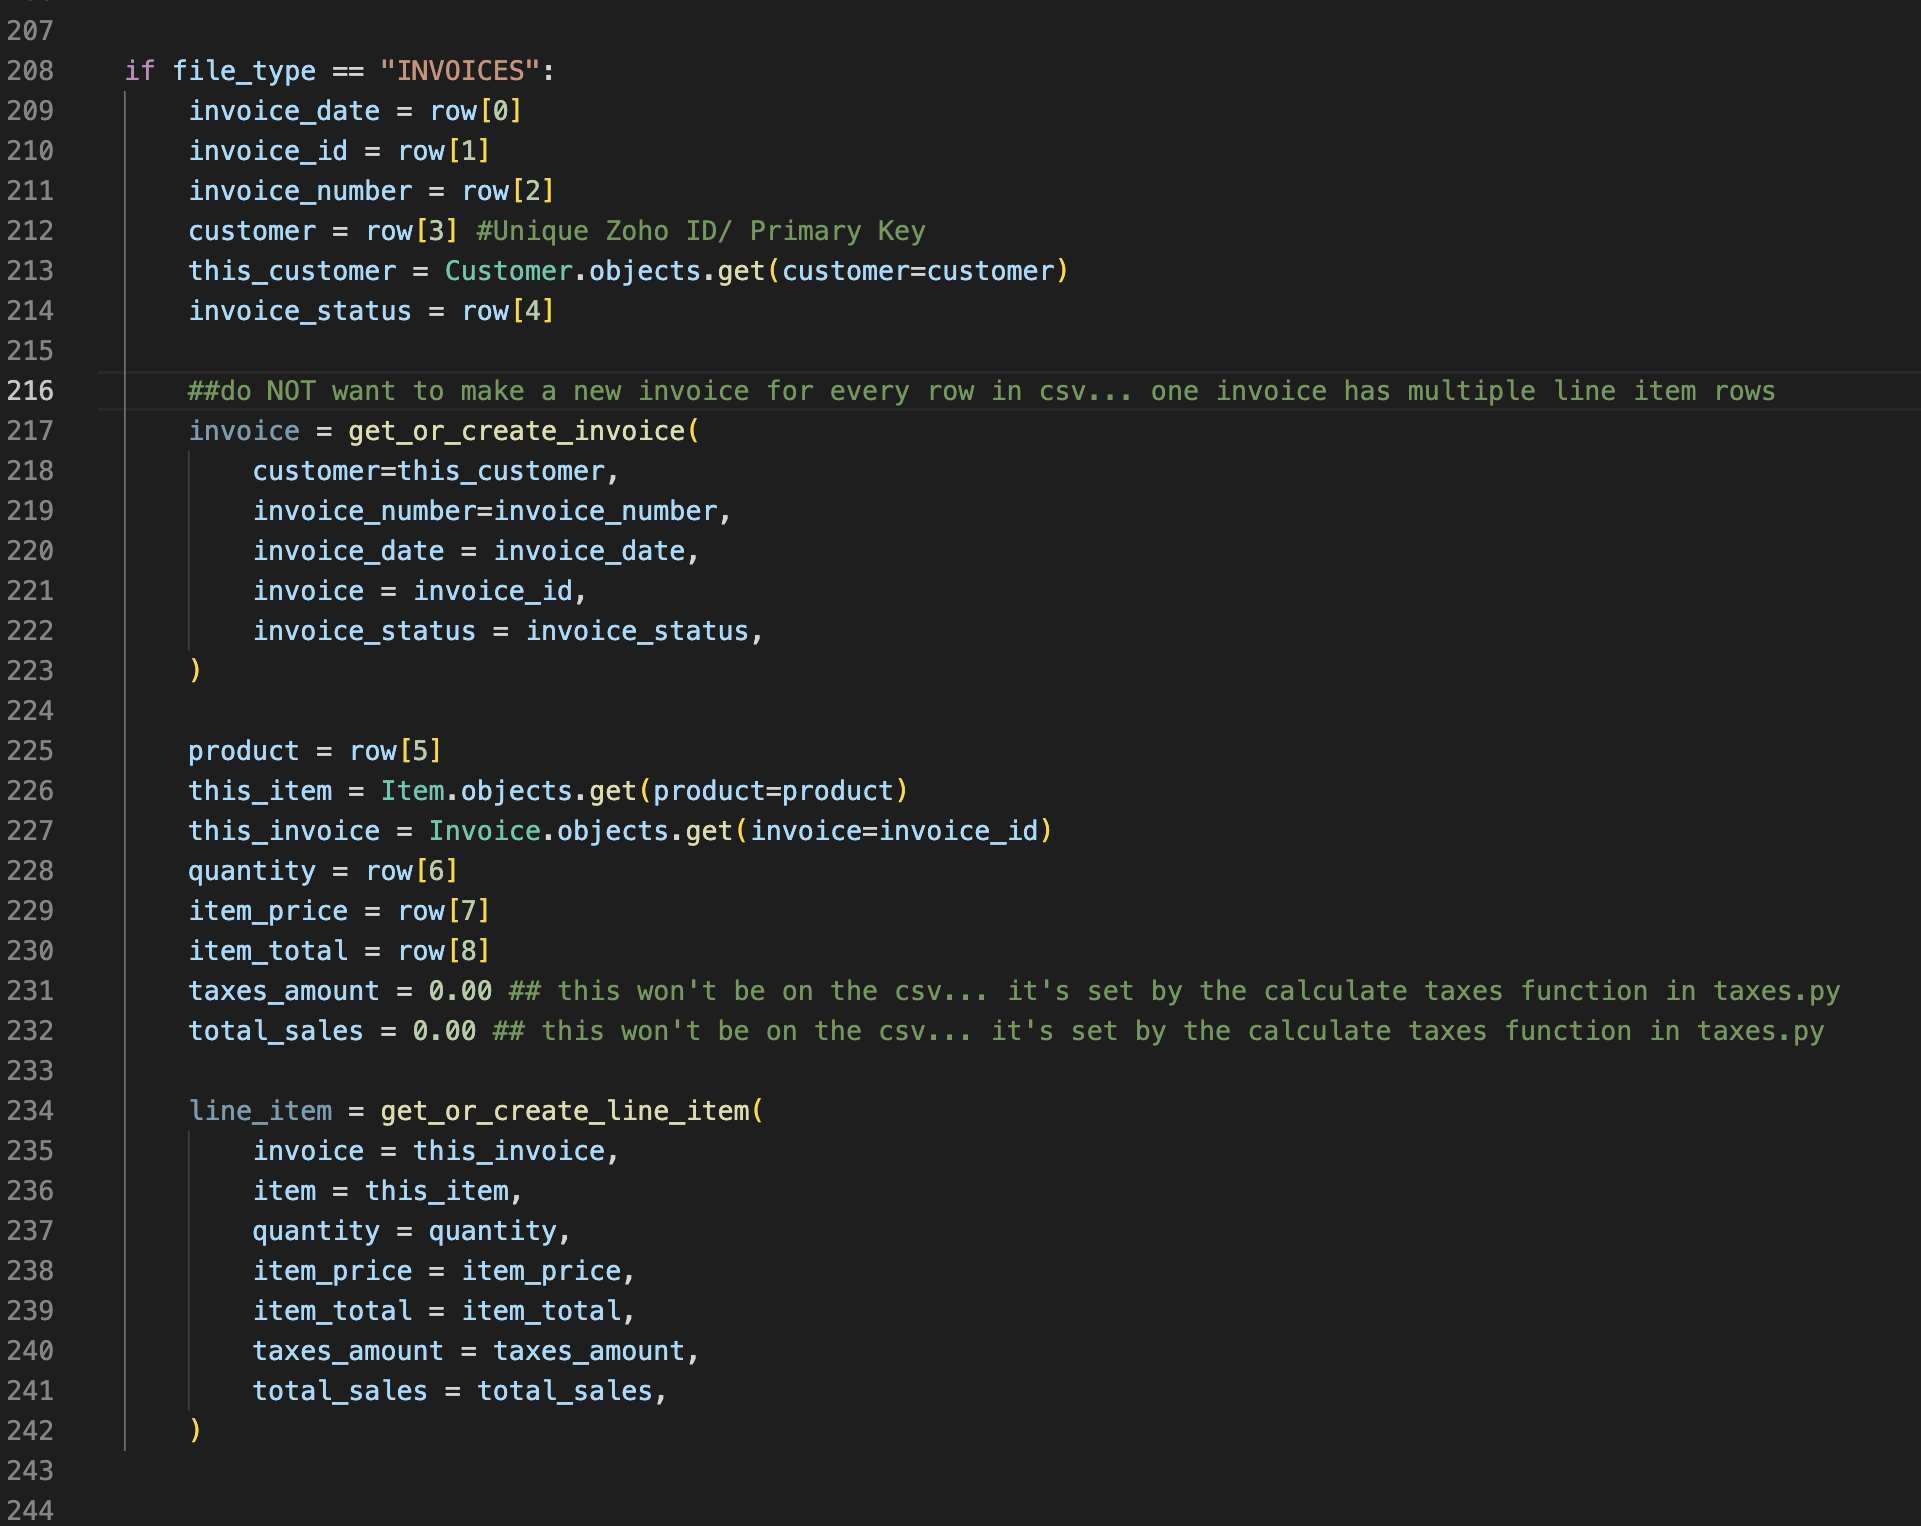 207
208 if file_type == "INVOICES":
209 invoice_date = row[0]
210 invoice_id = row[1]
211 invoice_number = row[2]
212 customer = row[3] #Unique Zoho ID/ Primary Key
213 this_customer = Customer.objects.get(customer=customer)
214 invoice_status = row[4]
215
216 ##do NOT want to make a new invoice for every row in csv... one invoice has multiple line item rows
217 invoice = get_or_create_invoice(
218 customer=this_customer,
219 invoice_number=invoice_number,
220 invoice_date = invoice_date,
221 invoice = invoice_id,
222 invoice_status = invoice_status,
223 )
224
225 product = row[5]
226 this_item = Item.objects.get(product=product)
227 this_invoice = Invoice.objects.get(invoice=invoice_id)
228 quantity = row[6]
229 item_price = row[7]
230 item_total = row[8]
231 taxes_amount = 0.00 ## this won't be on the csv... it's set by the calculate taxes function in taxes.py
232 total_sales = 0.00 ## this won't be on the csv... it's set by the calculate taxes function in taxes.py
233
234 line_item = get_or_create_line_item(
235 invoice = this_invoice,
236 item = this_item,
237 quantity = quantity,
238 item_price = item_price,
239 item_total = item_total,
240 taxes_amount = taxes_amount,
241 total_sales = total_sales,
242 )
243
244